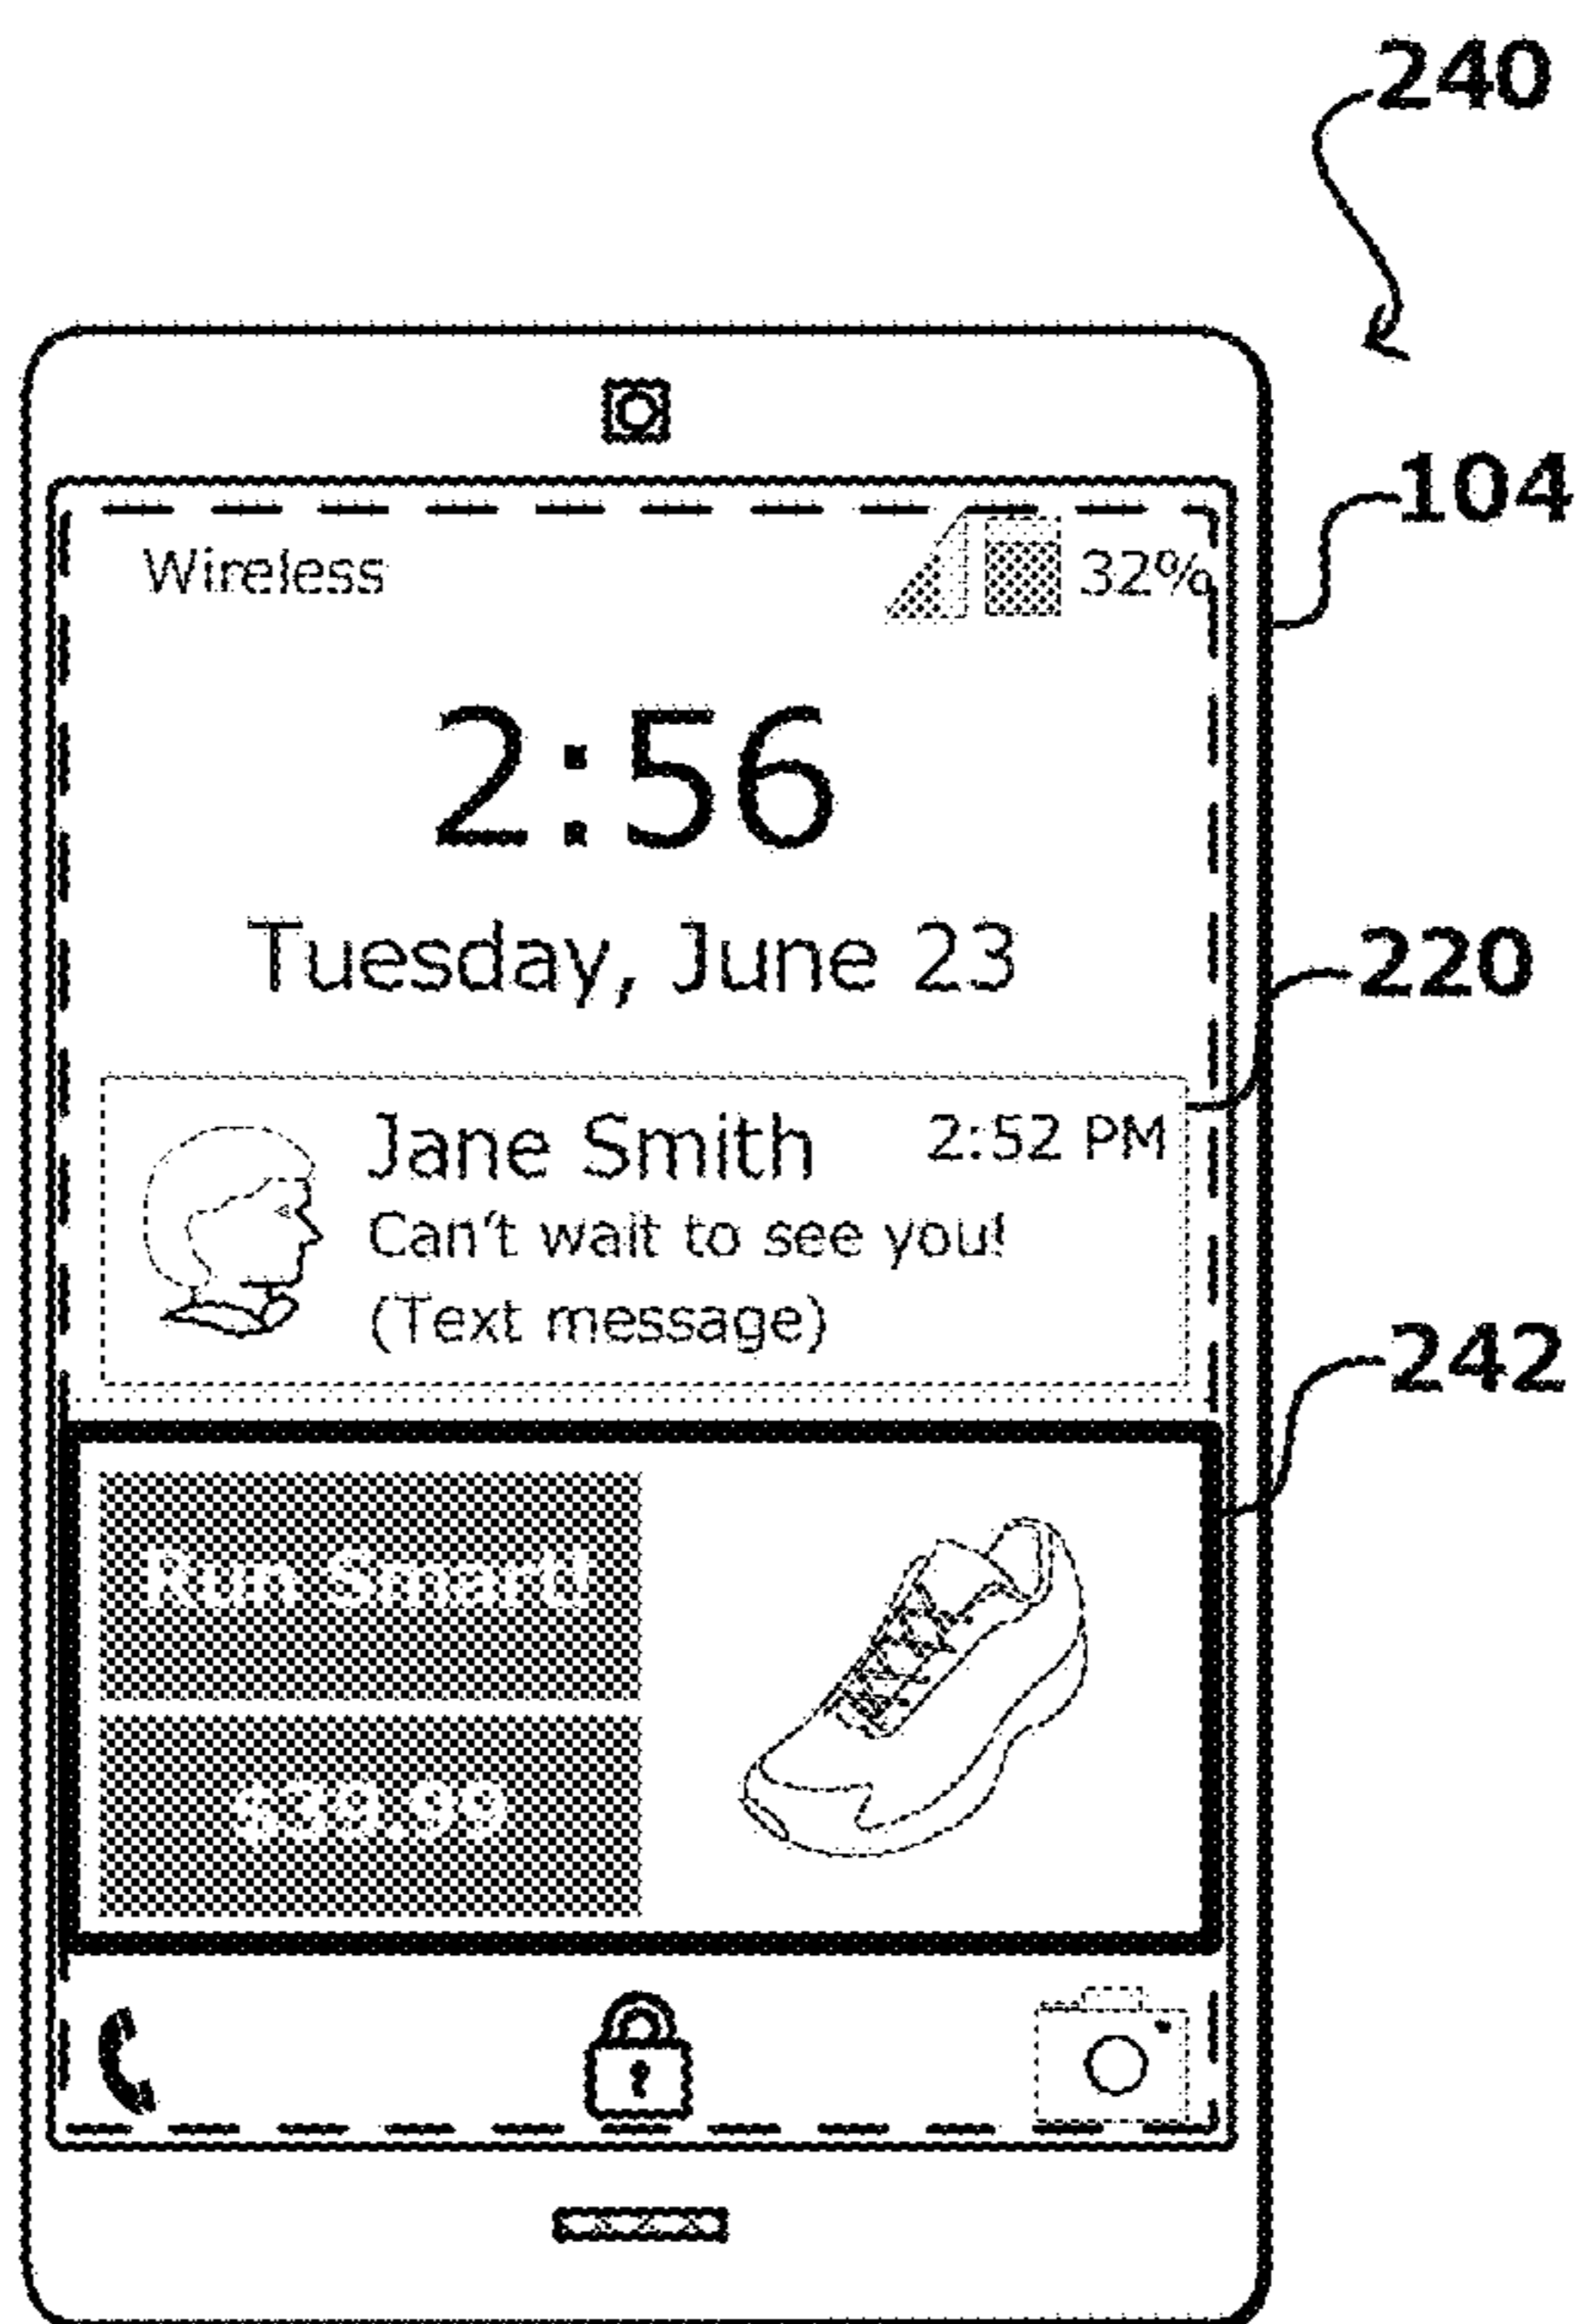 240
104
Wireless 32%
2:56
Tuesday, June 23
220
Jane Smith 2:52 PM
Can't wait to see you!
(Text message)
242
Run Smart!
$39.99